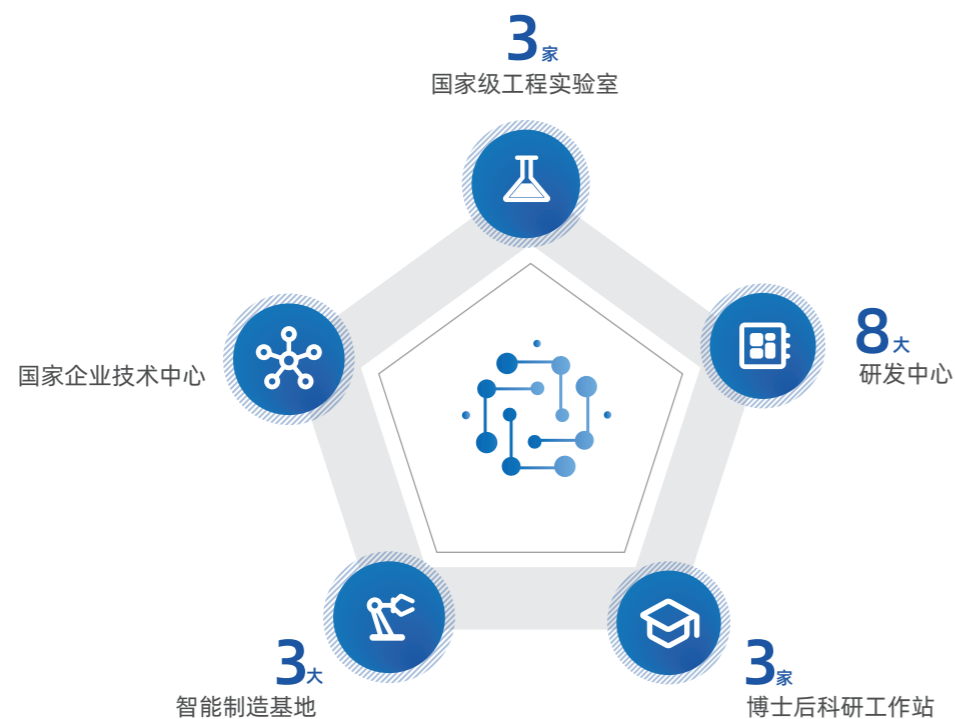 3家
国家级工程实验室
国家企业技术中心
8大
研发中心
3大
智能制造基地
3家
博士后科研工作站